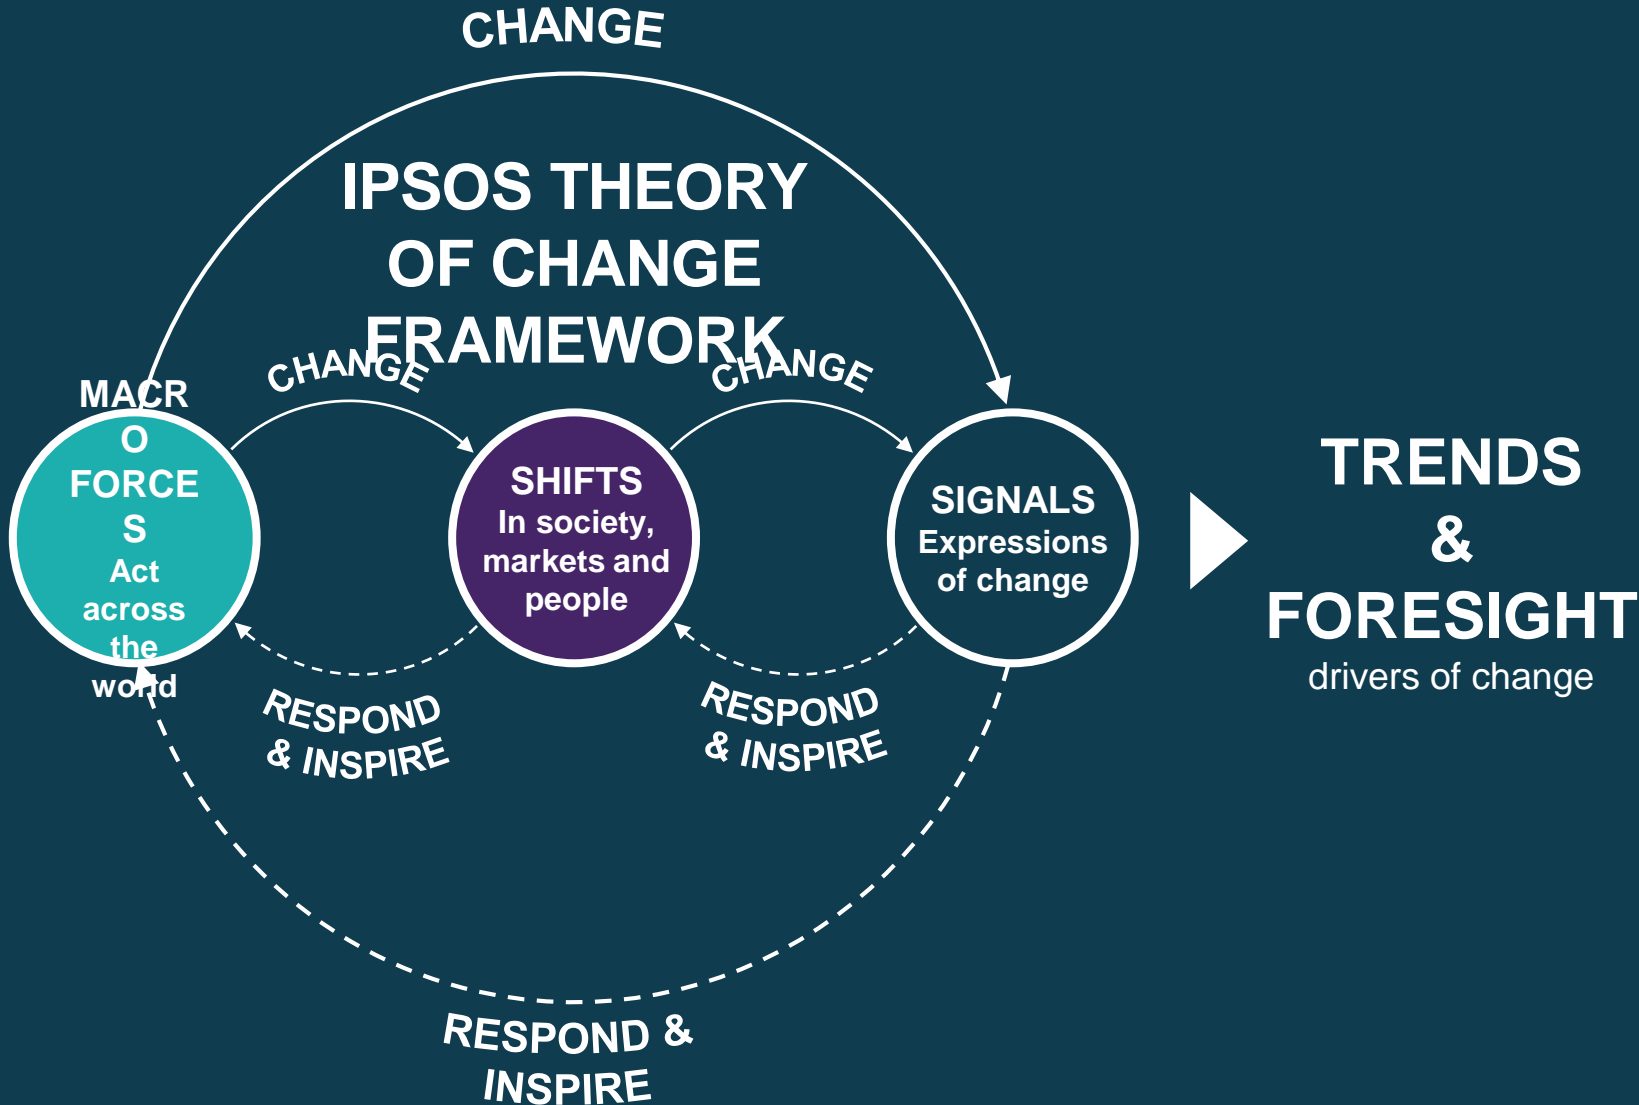 CHANGE
IPSOS THEORY
OF CHANGE
FRAMEWORK
CHANGE
CHANGE
MACR
O
FORCE
S
Act
across
the
world
SHIFTS
In society,
markets and
people
SIGNALS
Expressions
of change
TRENDS
&
FORESIGHT
drivers of change
RESPOND
& INSPIRE
RESPOND
& INSPIRE
RESPOND &
INSPIRE